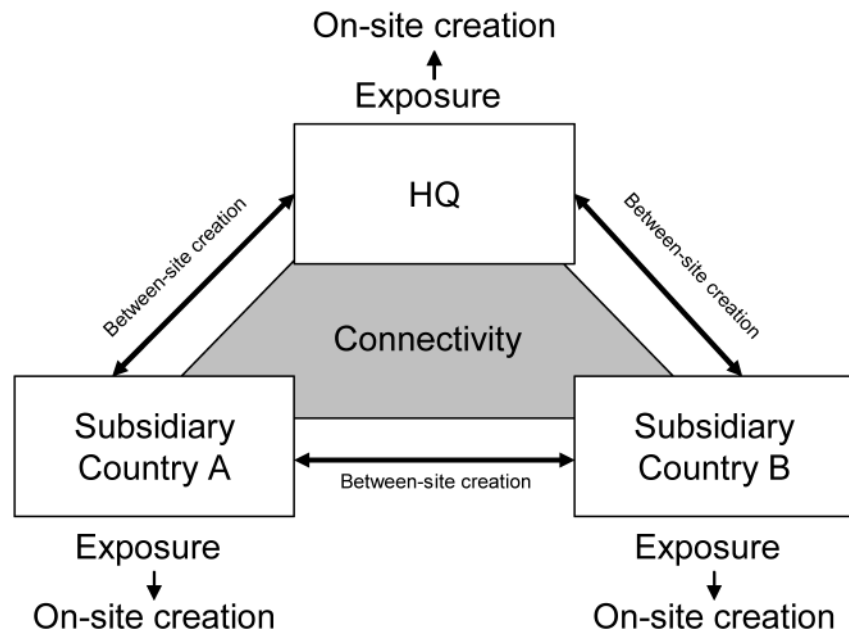 On-site creation
Exposure
HQ
Between-site creation
Between-site creation
Connectivity
Subsidiary
Country A
Subsidiary
Country B
Between-site creation
Exposure
Exposure
On-site creation
On-site creation